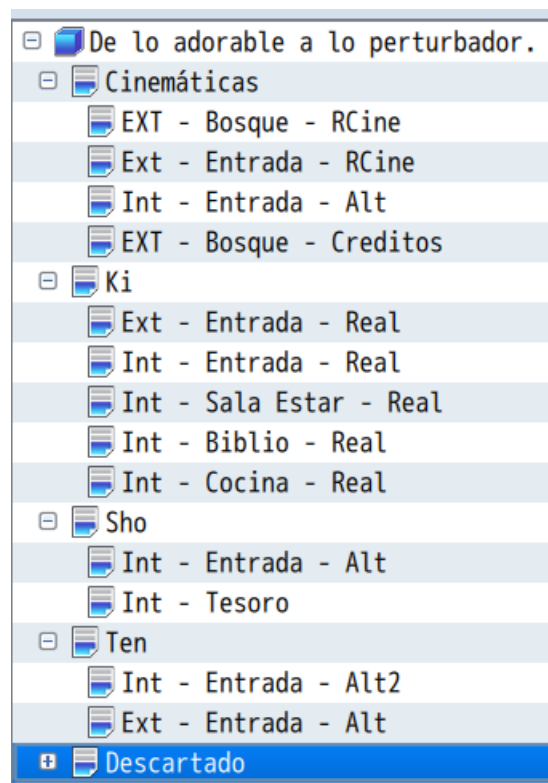 De lo adorable a lo perturbador.
Cinemáticas
EXT - Bosque - RCine
Ext - Entrada - RCine
Int - Entrada - Alt
EXT - Bosque - Creditos
Ki
Ext - Entrada - Real
Int - Entrada - Real
Int - Sala Estar - Real
Int - Biblio - Real
Int - Cocina - Real
Sho
Int - Entrada - Alt
Int - Tesoro
Ten
Int - Entrada - Alt2
Ext - Entrada - Alt
Descartado